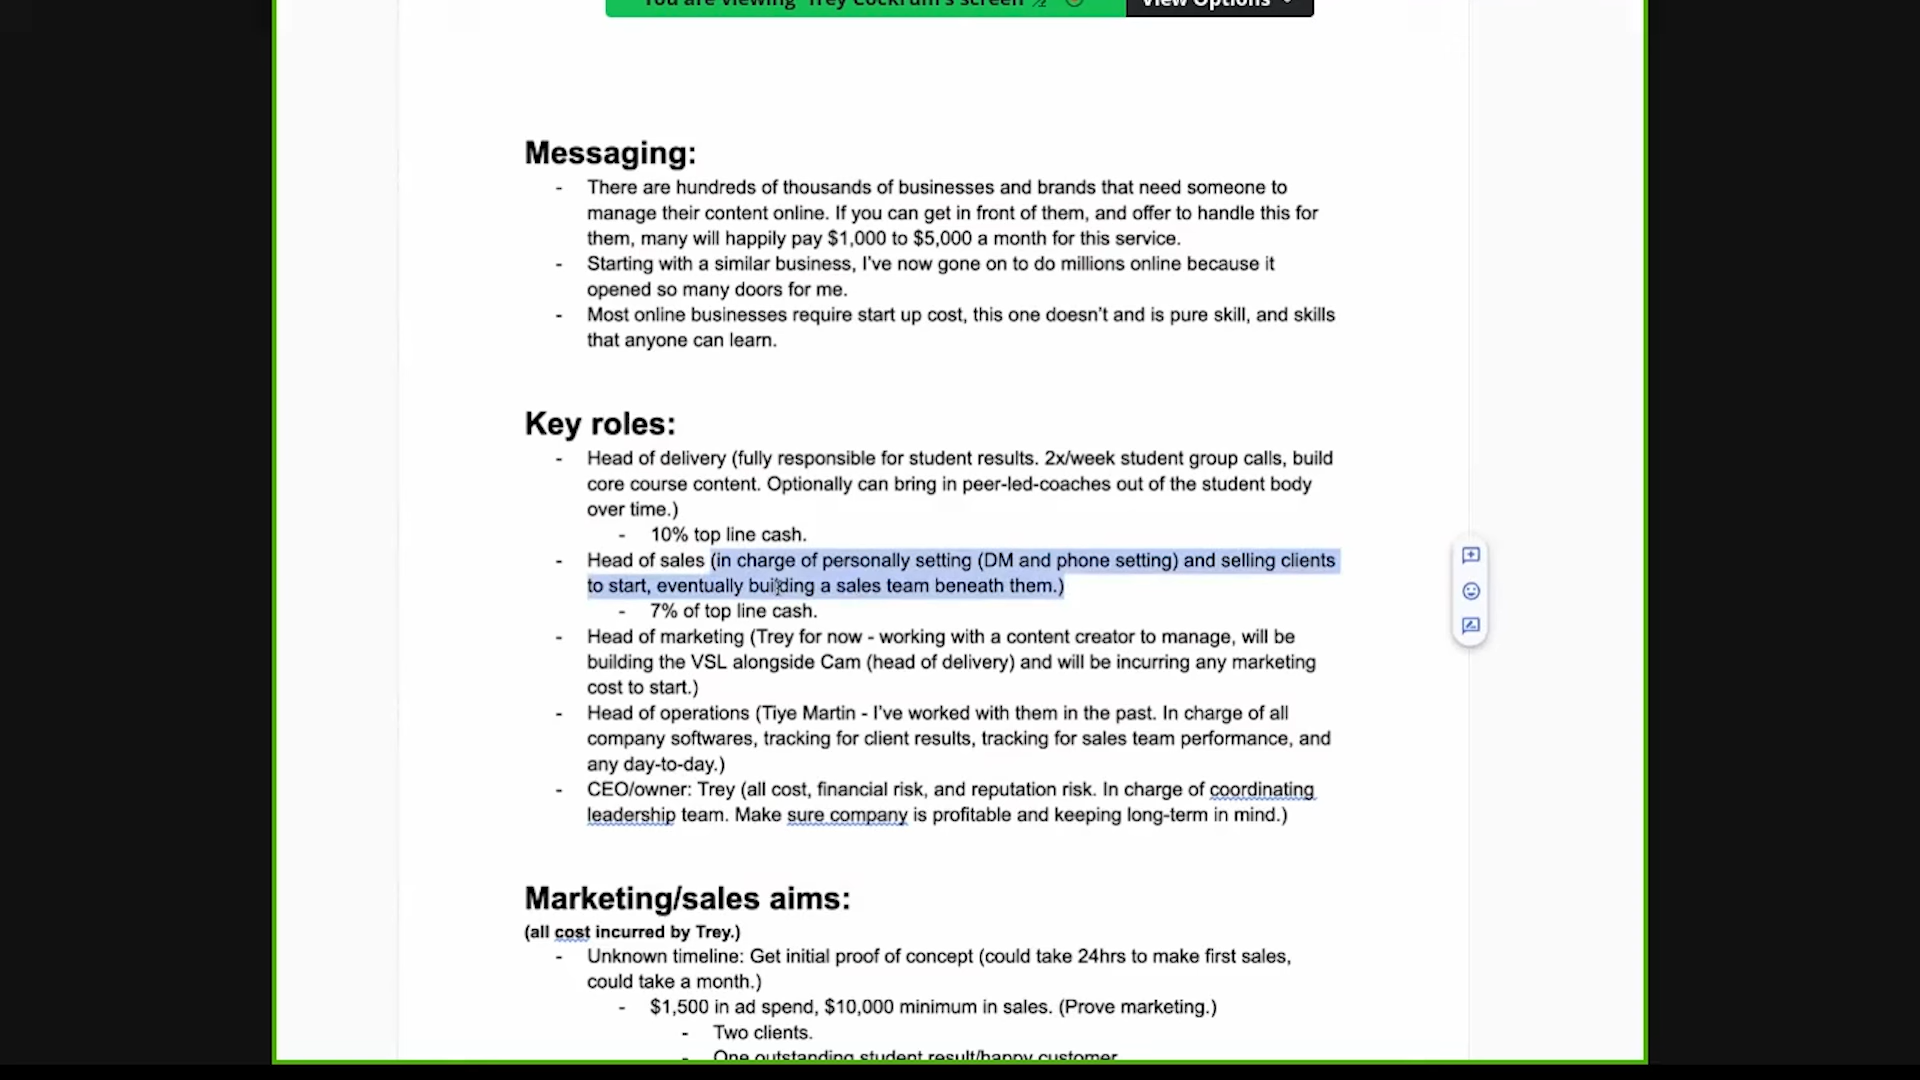 You are viewing Trey Cockrum's screen
View Options
Messaging:
- There are hundreds of thousands of businesses and brands that need someone to
manage their content online. If you can get in front of them, and offer to handle this for
them, many will happily pay $1,000 to $5,000 a month for this service.
- Starting with a similar business, I've now gone on to do millions online because it
opened so many doors for me.
- Most online businesses require start up cost, this one doesn't and is pure skill, and skills
that anyone can learn.
Key roles:
- Head of delivery (fully responsible for student results. 2x/week student group calls, build
core course content. Optionally can bring in peer-led-coaches out of the student body
over time.)
- 10% top line cash.
- Head of sales (in charge of personally setting (DM and phone setting) and selling clients
to start, eventually building a sales team beneath them.)
- 7% of top line cash.
- Head of marketing (Trey for now - working with a content creator to manage, will be
building the VSL alongside Cam (head of delivery) and will be incurring any marketing
cost to start.)
- Head of operations (Tiye Martin - I've worked with them in the past. In charge of all
company softwares, tracking for client results, tracking for sales team performance, and
any day-to-day.)
- CEO/owner: Trey (all cost, financial risk, and reputation risk. In charge of coordinating
leadership team. Make sure company is profitable and keeping long-term in mind.)
Marketing/sales aims:
(all cost incurred by Trey.)
- Unknown timeline: Get initial proof of concept (could take 24hrs to make first sales,
could take a month.)
- $1,500 in ad spend, $10,000 minimum in sales. (Prove marketing.)
- Two clients.
- One outstanding student result/happy customer